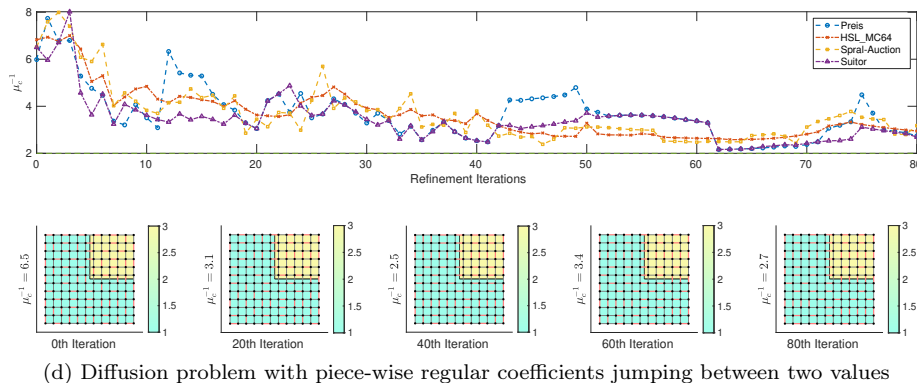 8
6
4
2
μc^-1
0
10
20
30
40
50
60
70
80
Refinement Iterations
Preis
HSL_MC64
Spral-Auction
Suitor
μc^-1 = 6.5
3
2.5
2
1.5
1
0th Iteration
μc^-1 = 3.1
3
2.5
2
1.5
1
20th Iteration
μc^-1 = 2.5
3
2.5
2
1.5
1
40th Iteration
μc^-1 = 3.4
3
2.5
2
1.5
1
60th Iteration
μc^-1 = 2.7
3
2.5
2
1.5
1
80th Iteration
(d) Diffusion problem with piece-wise regular coefficients jumping between two values